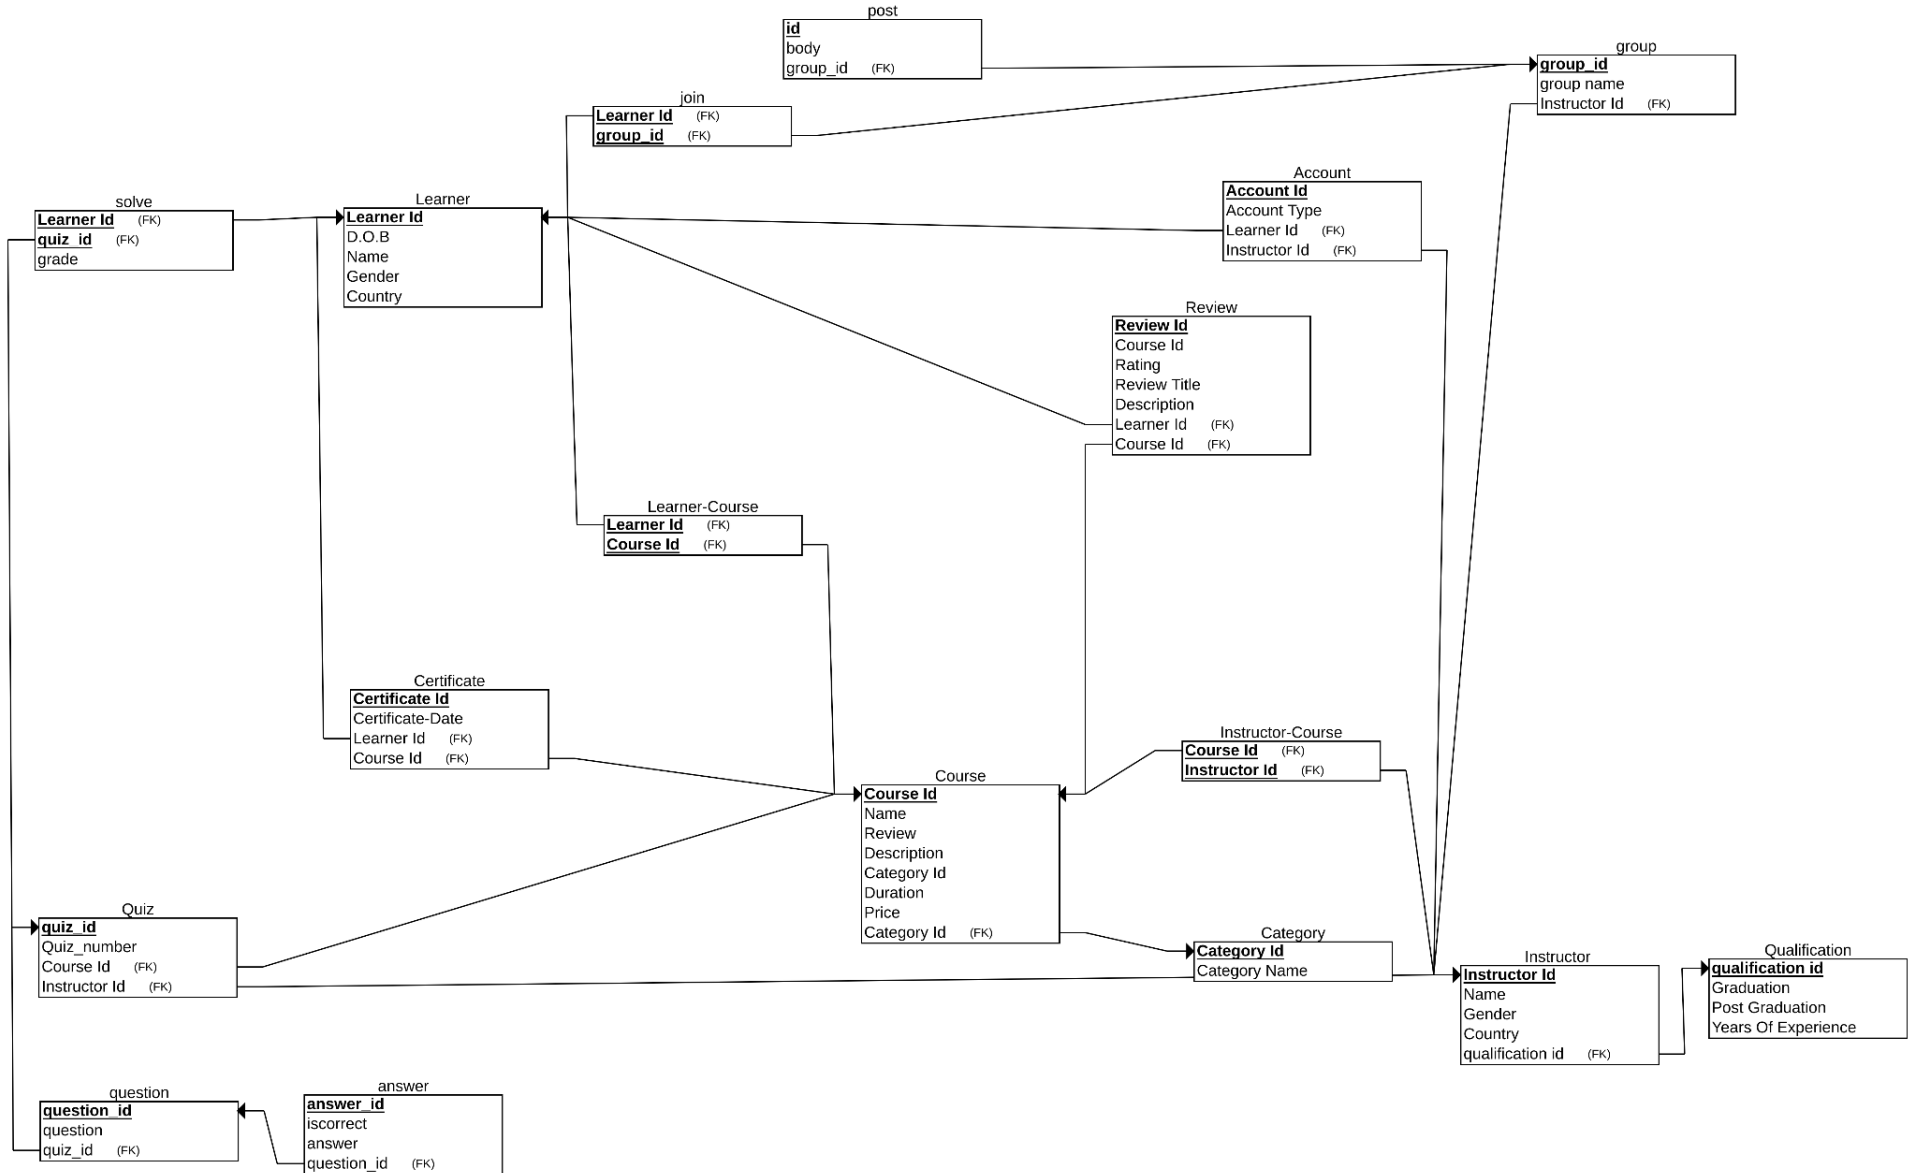 post
id
body
group_id (FK)
group
group_id
group name
Instructor Id (FK)
join
Learner Id (FK)
group_id (FK)
Account
Account Id
Account Type
Learner Id (FK)
Instructor Id (FK)
solve
Learner Id (FK)
quiz_id (FK)
grade
Learner
Learner Id
D.O.B
Name
Gender
Country
Review
Review Id
Course Id
Rating
Review Title
Description
Learner Id (FK)
Course Id (FK)
Learner-Course
Learner Id (FK)
Course Id (FK)
Certificate
Certificate Id
Certificate-Date
Learner Id (FK)
Course Id (FK)
Instructor-Course
Course Id (FK)
Instructor Id (FK)
Course
Course Id
Name
Review
Description
Category Id
Duration
Price
Category Id (FK)
Quiz
quiz_id
Quiz_number
Course Id (FK)
Instructor Id (FK)
Category
Category Id
Category Name
Instructor
Instructor Id
Name
Gender
Country
qualification id (FK)
Qualification
qualification id
Graduation
Post Graduation
Years Of Experience
question
question_id
question
quiz_id (FK)
answer
answer_id
iscorrect
answer
question_id (FK)